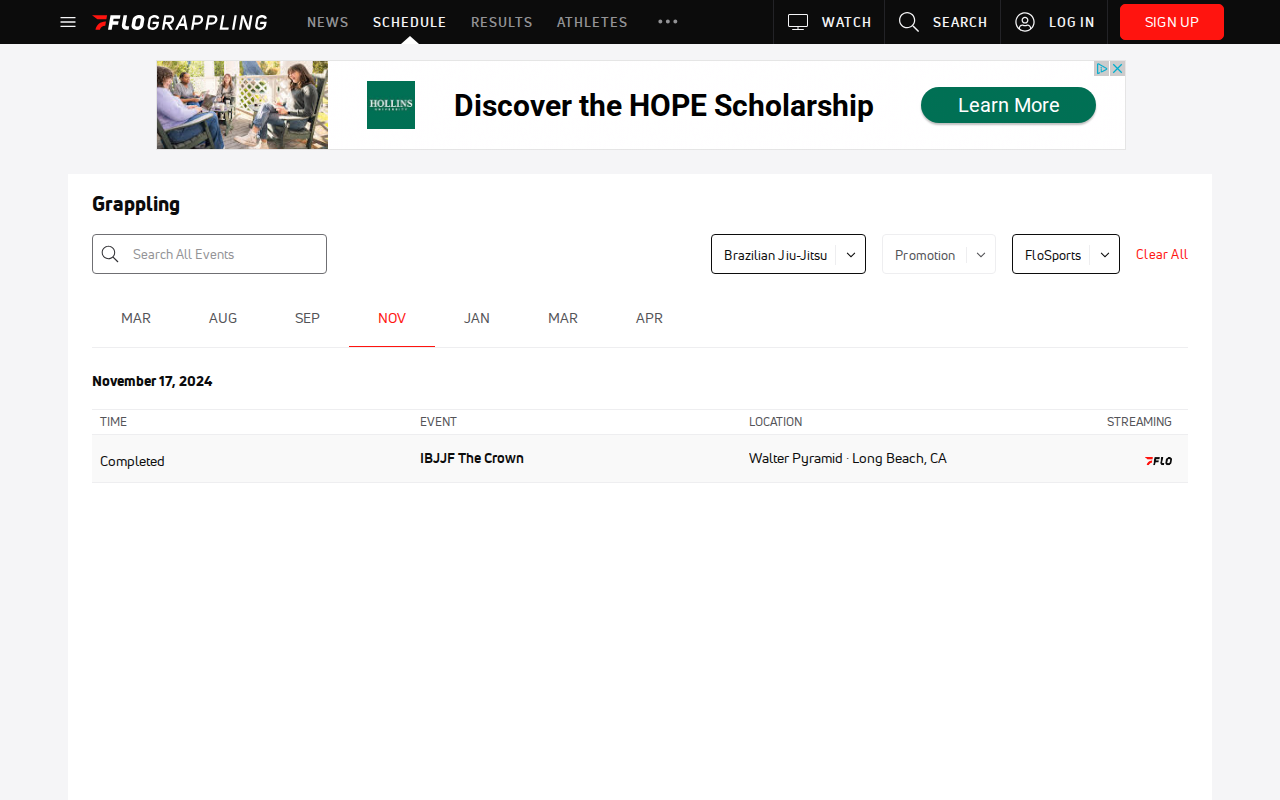 FLOGRAPPLING NEWS SCHEDULE RESULTS ATHLETES WATCH SEARCH LOG IN SIGN UP
HOLLINS
UNIVERSITY
Discover the HOPE Scholarship
Learn More
Grappling
Search All Events
Brazilian Jiu-Jitsu
Promotion
FloSports
Clear All
MAR AUG SEP NOV JAN MAR APR
November 17, 2024
TIME EVENT LOCATION STREAMING
Completed IBJJF The Crown Walter Pyramid · Long Beach, CA FLO